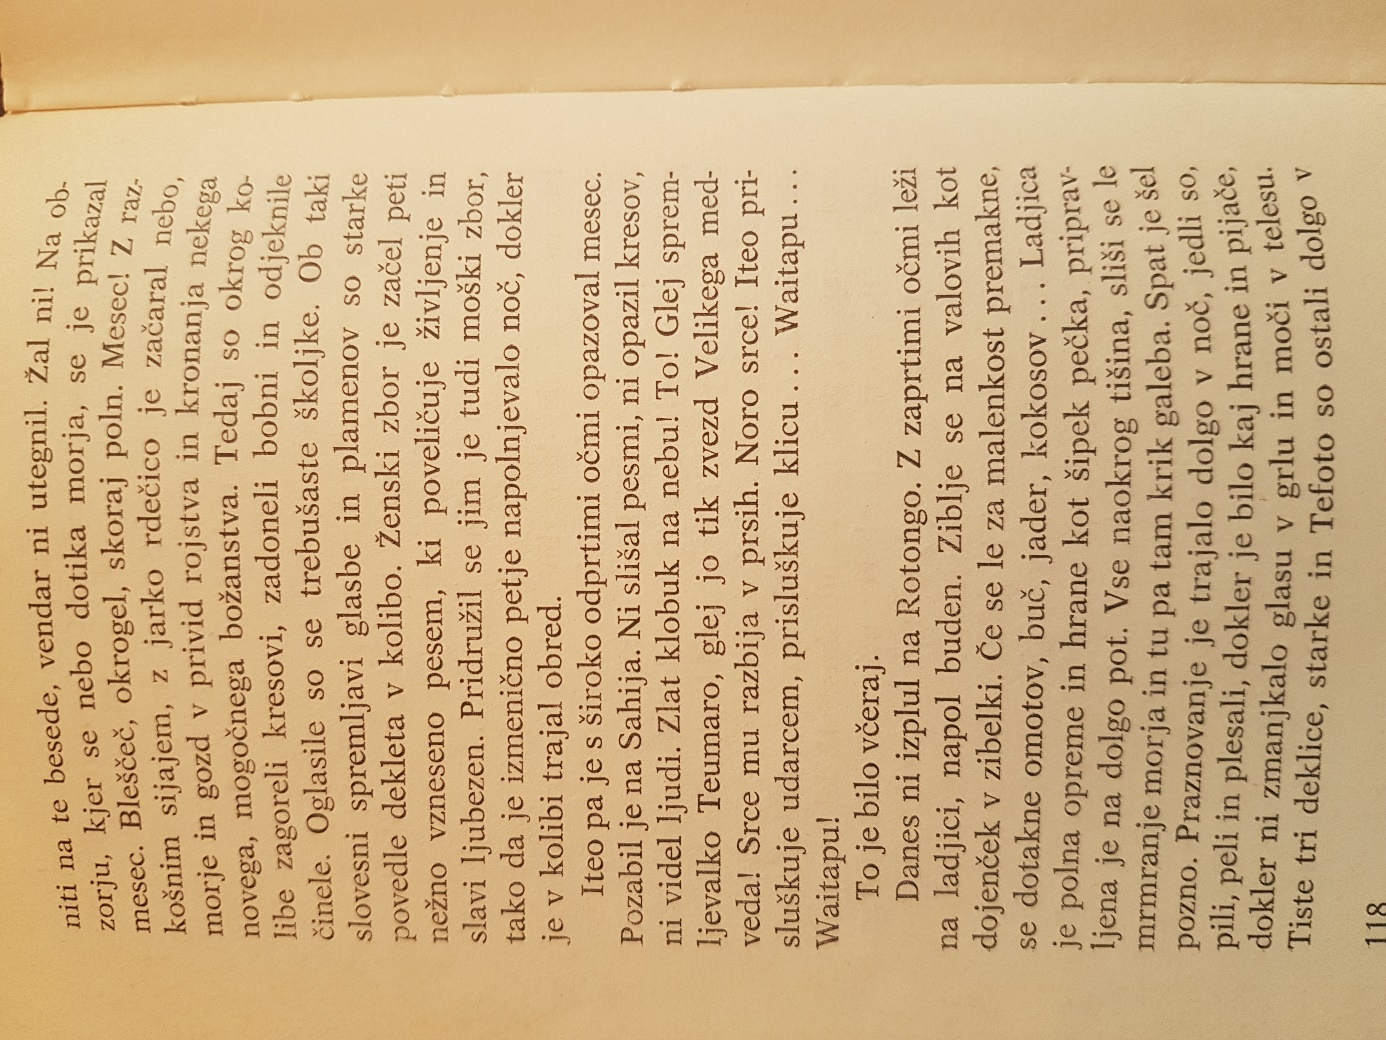 niti na te besede, vendar ni utegnil. Žal ni! Na ob-
zorju, kjer se nebo dotika morja, se je prikazal
mesec. Bleščeč, okrogel, skoraj poln. Mesec! Z raz-
košnim sijajem, z jarko rdečico je začaral nebo,
morje in gozd v privid rojstva in kronanja nekega
novega, mogočnega božanstva. Tedaj so okrog ko-
libe zagoreli kresovi, zadoneli bobni in odjeknile
činele. Oglasile so se trebušaste školjke. Ob taki
slovesni spremljavi glasbe in plamenov so starke
povedle dekleta v kolibo. Ženski zbor je začel peti
nežno vzneseno pesem, ki poveličuje življenje in
slavi ljubezen. Pridružil se jim je tudi moški zbor,
tako da je izmenično petje napolnjevalo noč, dokler
je v kolibi trajal obred.
Iteo pa je s široko odprtimi očmi opazoval mesec.
Pozabil je na Sahija. Ni slišal pesmi, ni opazil kresov,
ni videl ljudi. Zlat klobuk na nebu! To! Glej sprem-
ljevalko Teumaro, glej jo tik zvezd Velikega med-
veda! Srce mu razbija v prsih. Noro srce! Iteo pri-
sluškuje udarcem, prisluškuje klicu... Waitapu...
Waitapu!
To je bilo včeraj.
Danes ni izplul na Rotongo. Z zaprtimi očmi leži
na ladjici, napol buden. Ziblje se na valovih kot
dojenček v zibelki. Če se le za malenkost premakne,
se dotakne omotov, buč, jader, kokosov... Ladjica
je polna opreme in hrane kot šipek pečka, priprav-
ljena je na dolgo pot. Vse naokrog tišina, sliši se le
mrmranje morja in tu pa tam krik galeba. Spat je šel
pozno. Praznovanje je trajalo dolgo v noč, jedli so,
pili, peli in plesali, dokler je bilo kaj hrane in pijače,
dokler ni zmanjkalo glasu v grlu in moči v telesu.
Tiste tri deklice, starke in Tefoto so ostali dolgo v
118